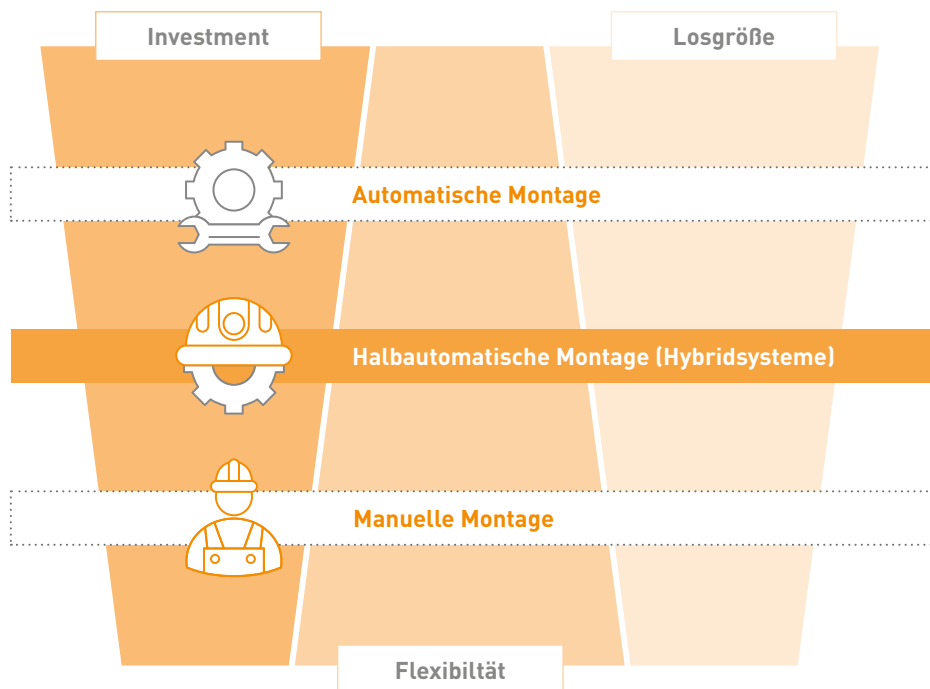 Investment
Losgröße
Automatische Montage
Halbautomatische Montage (Hybridsysteme)
Manuelle Montage
Flexibiltät